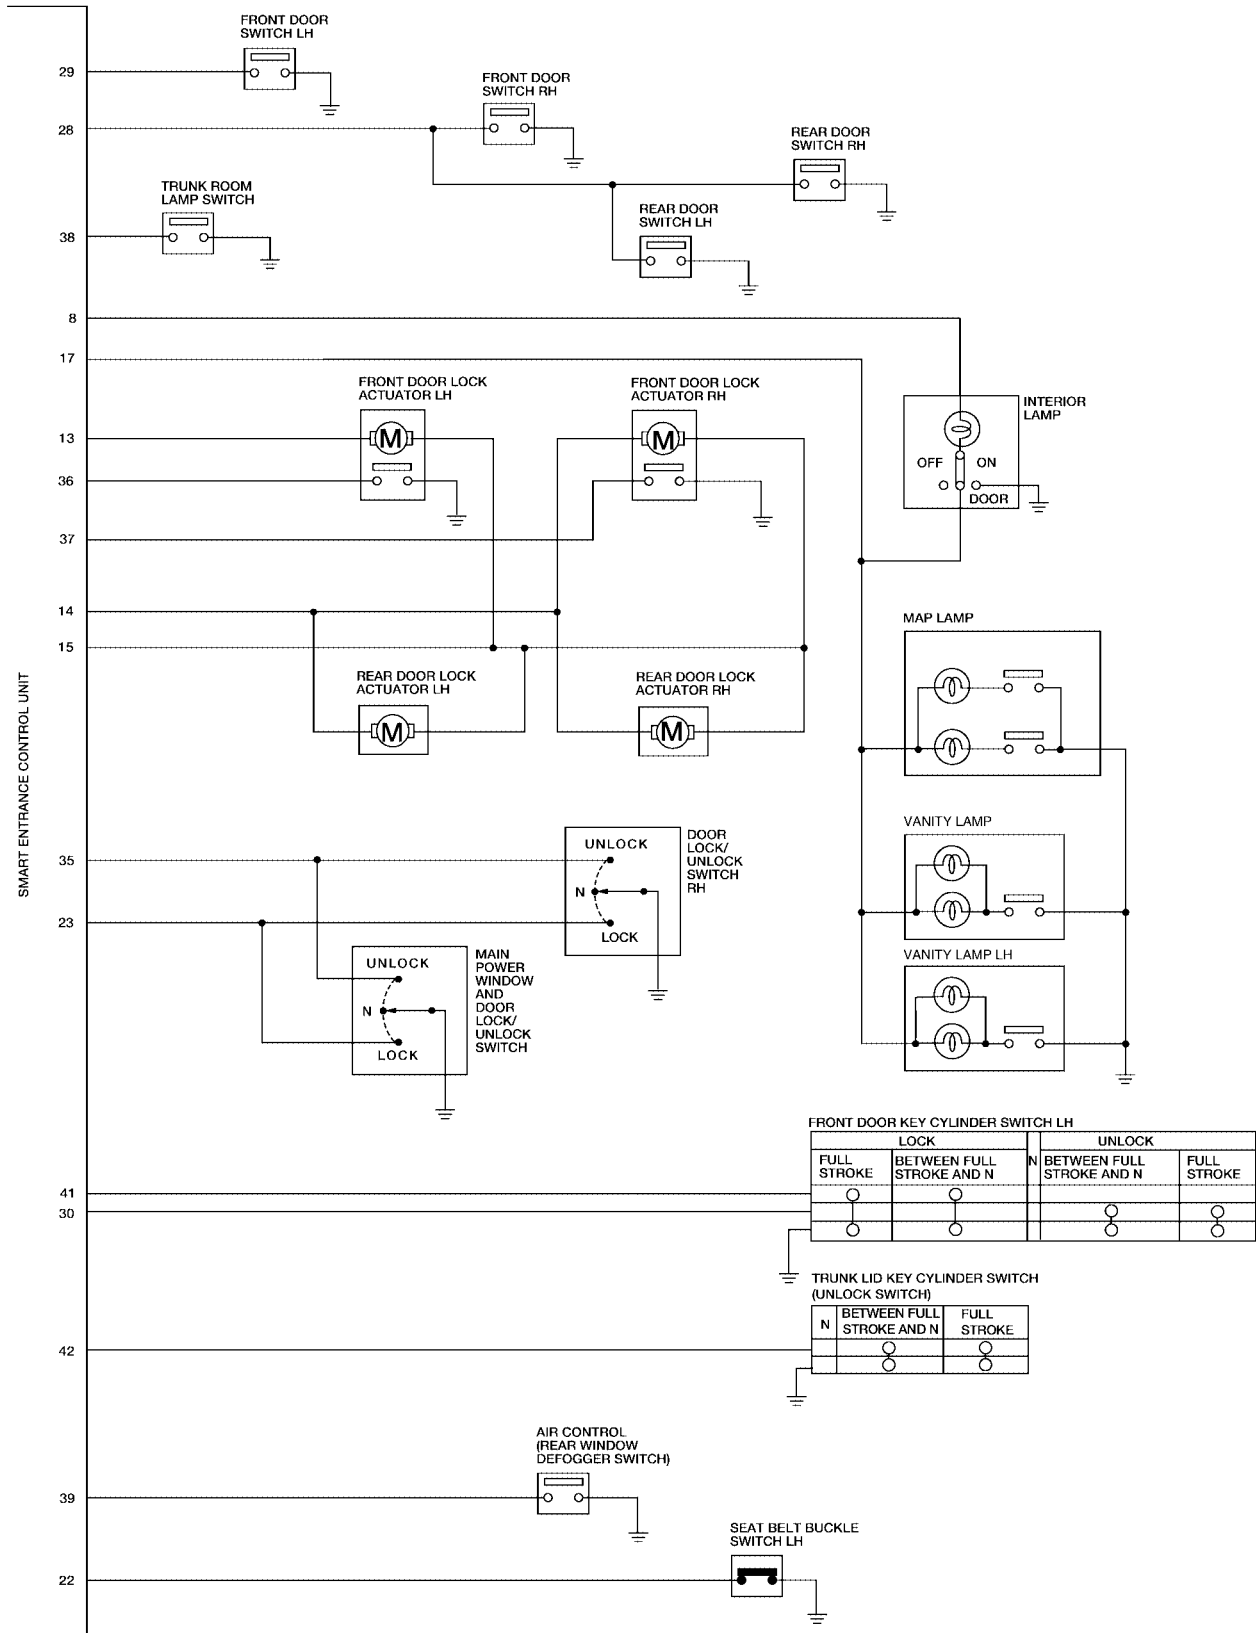 FRONT DOOR
SWITCH LH
29
FRONT DOOR
SWITCH RH
28
REAR DOOR
SWITCH RH
TRUNK ROOM
LAMP SWITCH
REAR DOOR
SWITCH LH
38
8
17
FRONT DOOR LOCK
ACTUATOR LH
FRONT DOOR LOCK
ACTUATOR RH
INTERIOR
LAMP
13
M
M
OFF
ON
DOOR
36
37
14
MAP LAMP
15
REAR DOOR LOCK
ACTUATOR LH
REAR DOOR LOCK
ACTUATOR RH
M
M
SMART ENTRANCE CONTROL UNIT
VANITY LAMP
DOOR
LOCK/
UNLOCK
SWITCH
RH
UNLOCK
N
LOCK
35
23
MAIN
POWER
WINDOW
AND
DOOR
LOCK/
UNLOCK
SWITCH
UNLOCK
N
LOCK
VANITY LAMP LH
FRONT DOOR KEY CYLINDER SWITCH LH
LOCK
UNLOCK
FULL
STROKE
BETWEEN FULL
STROKE AND N
N
BETWEEN FULL
STROKE AND N
FULL
STROKE
41
30
TRUNK LID KEY CYLINDER SWITCH
(UNLOCK SWITCH)
N
BETWEEN FULL
STROKE AND N
FULL
STROKE
42
AIR CONTROL
(REAR WINDOW
DEFOGGER SWITCH)
39
SEAT BELT BUCKLE
SWITCH LH
22